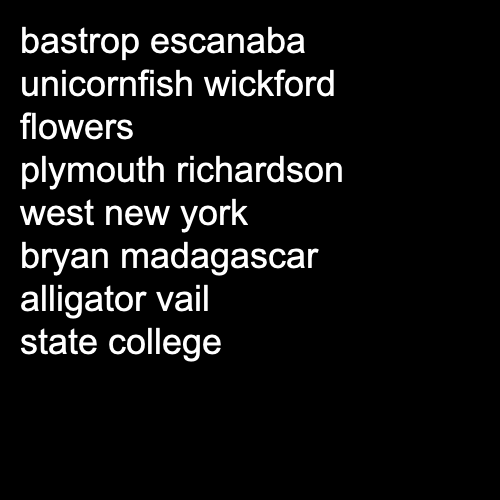 bastrop escanaba
unicornfish wickford
flowers
plymouth richardson
west new york
bryan madagascar
alligator vail
state college